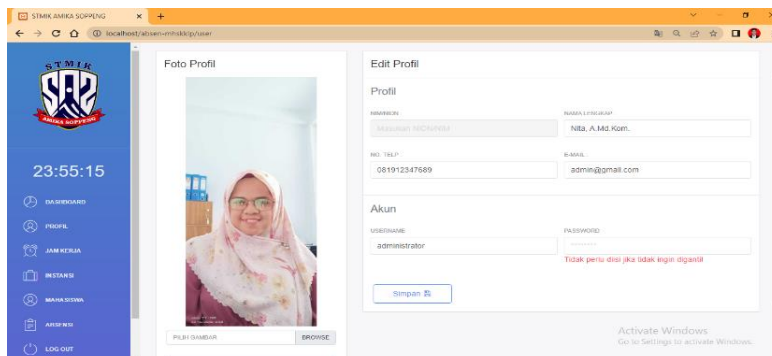 STMIK AMIKA SOPPENG
localhost/absen-mhskklp/user
STMIK
AMIKA SOPPENG
23:55:15
DASHBOARD
PROFIL
JAM KERJA
INSTANSI
MAHASISWA
ABSENSI
LOG OUT
Foto Profil
PILIH GAMBAR
BROWSE
Edit Profil
Profil
NIM/NIDN :
NAMA LENGKAP :
Nita, A.Md.Kom.
NO. TELP :
E-MAIL :
081912347689
admin@gmail.com
Akun
USERNAME :
PASSWORD :
administrator
Tidak perlu diisi jika tidak ingin diganti!
Simpan
Activate Windows
Go to Settings to activate Windows.